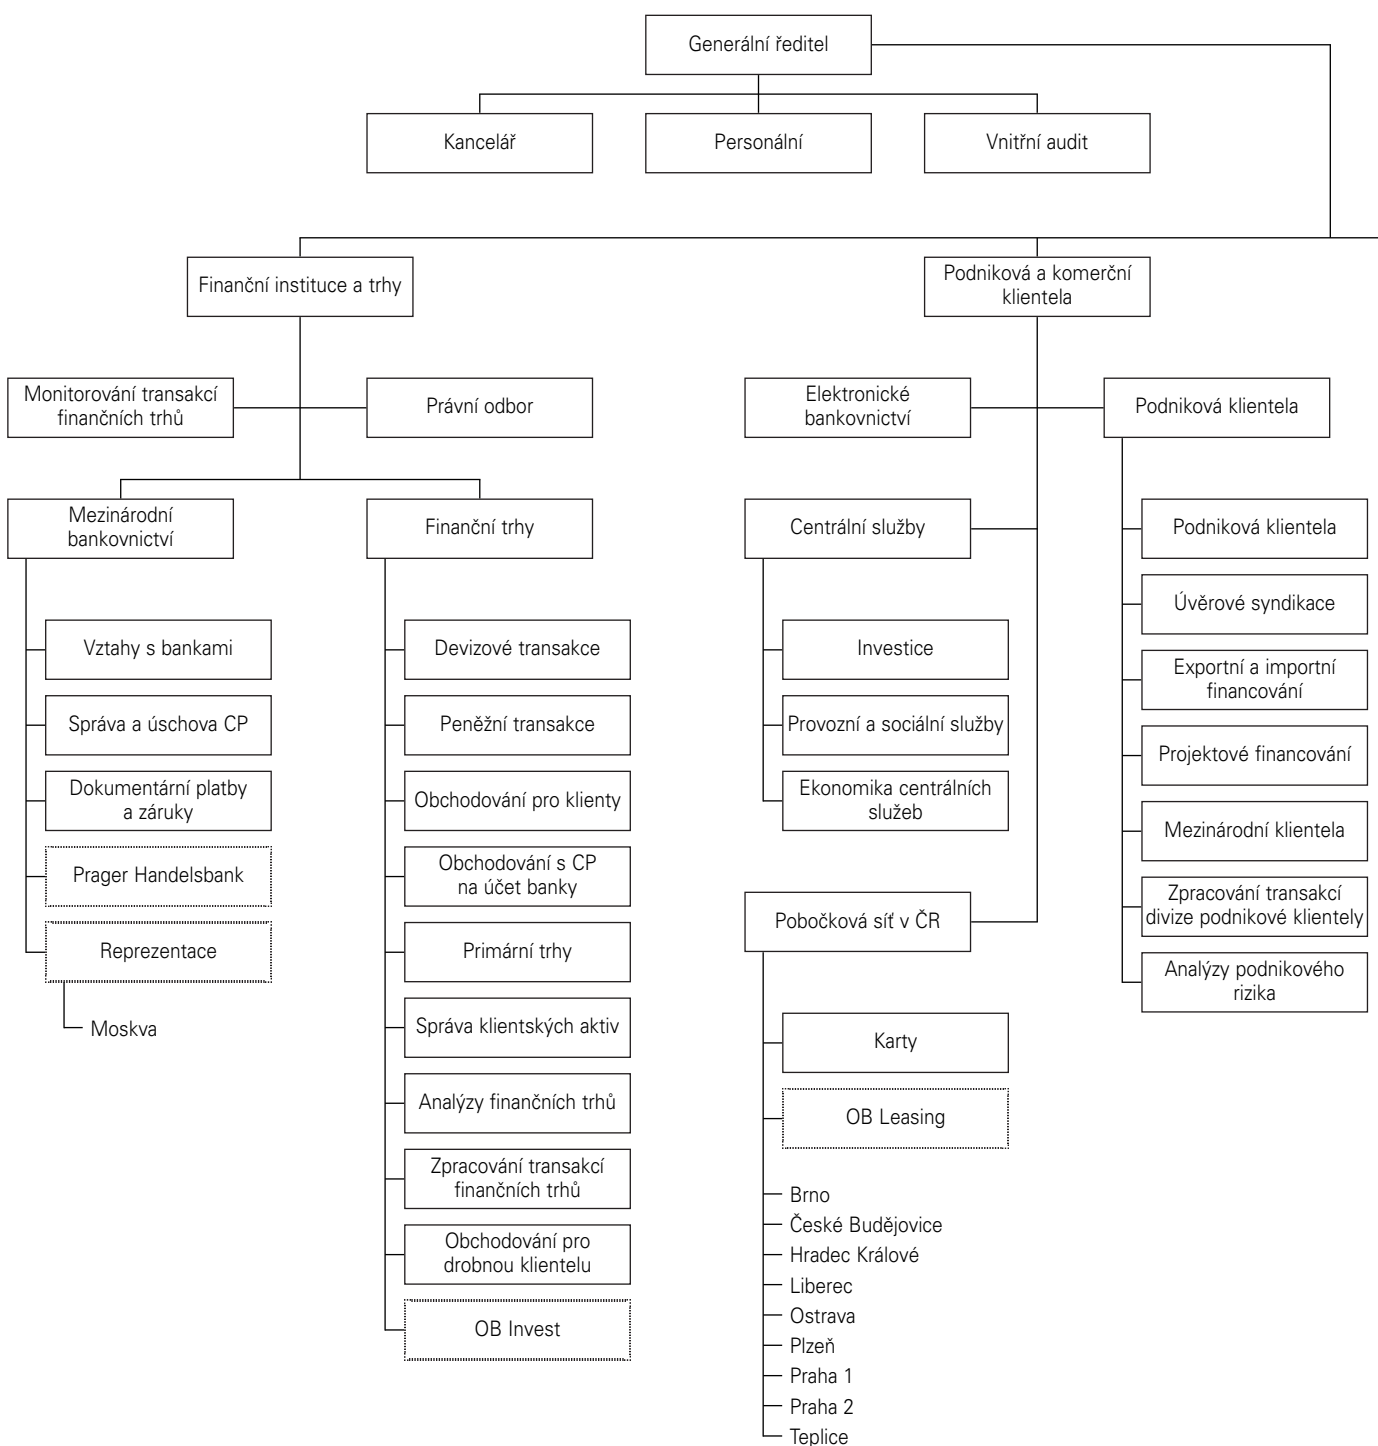 Generální ředitel
Kancelář
Personální
Vnitřní audit
Finanční instituce a trhy
Podniková a komerční
klientela
Monitorování transakcí
finančních trhů
Právní odbor
Elektronické
bankovnictví
Podniková klientela
Mezinárodní
bankovnictví
Finanční trhy
Centrální služby
Vztahy s bankami
Správa a úschova CP
Dokumentární platby
a záruky
Prager Handelsbank
Reprezentace
Moskva
Devizové transakce
Peněžní transakce
Obchodování pro klienty
Obchodování s CP
na účet banky
Primární trhy
Správa klientských aktiv
Analýzy finančních trhů
Zpracování transakcí
finančních trhů
Obchodování pro
drobnou klientelu
OB Invest
Investice
Provozní a sociální služby
Ekonomika centrálních
služeb
Pobočková síť v ČR
Karty
OB Leasing
Brno
České Budějovice
Hradec Králové
Liberec
Ostrava
Plzeň
Praha 1
Praha 2
Teplice
Podniková klientela
Úvěrové syndikace
Exportní a importní
financování
Projektové financování
Mezinárodní klientela
Zpracování transakcí
divize podnikové klientely
Analýzy podnikového
rizika